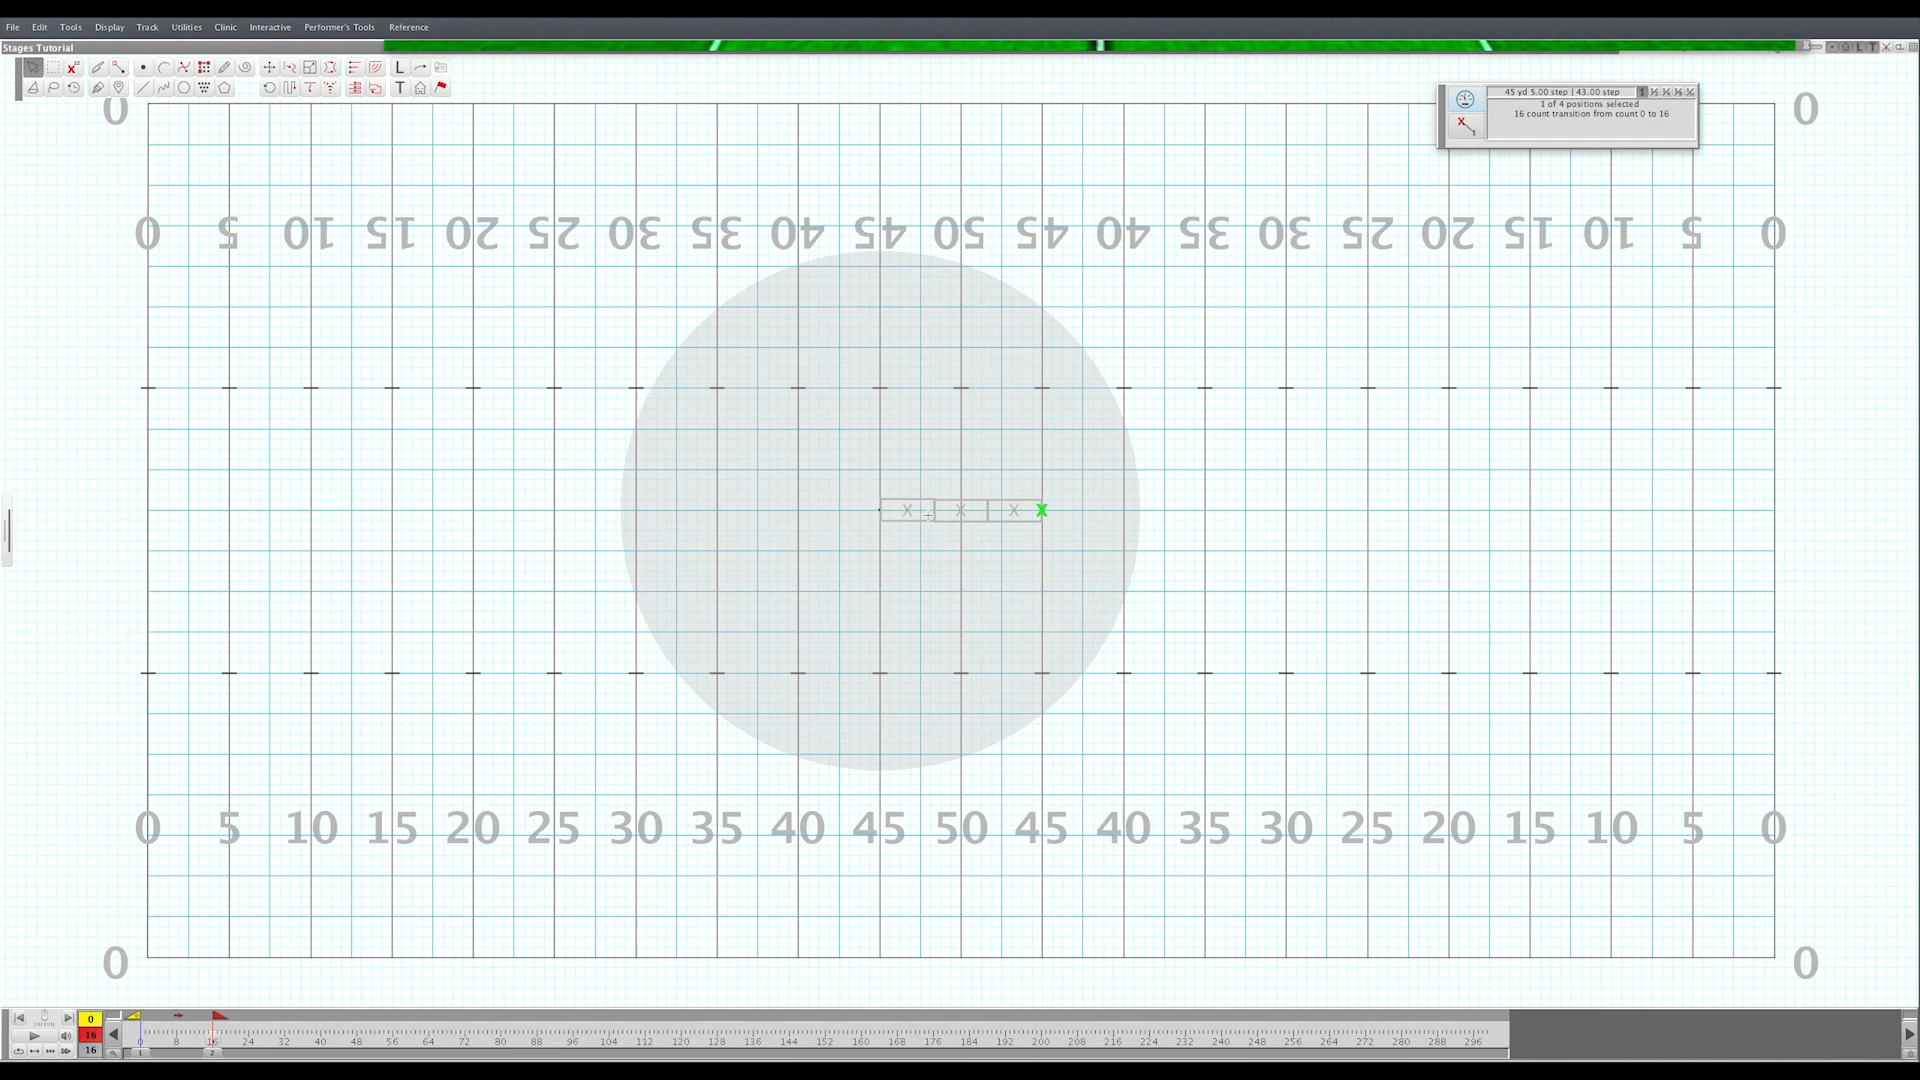 File Edit Tools Display Track Utilities Clinic Interactive Performer's Tools Reference
Stages Tutorial
45 yd 5.00 step | 43.00 step
1 of 4 positions selected
16 count transition from count 0 to 16
0 0
0 5 10 15 20 25 30 35 40 45 50 45 40 35 30 25 20 15 10 5 0
X X X X
0 5 10 15 20 25 30 35 40 45 50 45 40 35 30 25 20 15 10 5 0
0 0
0
16
16
0 8 16 24 32 40 48 56 64 72 80 88 96 104 112 120 128 136 144 152 160 168 176 184 192 200 208 216 224 232 240 248 256 264 272 280 288 296
1 2